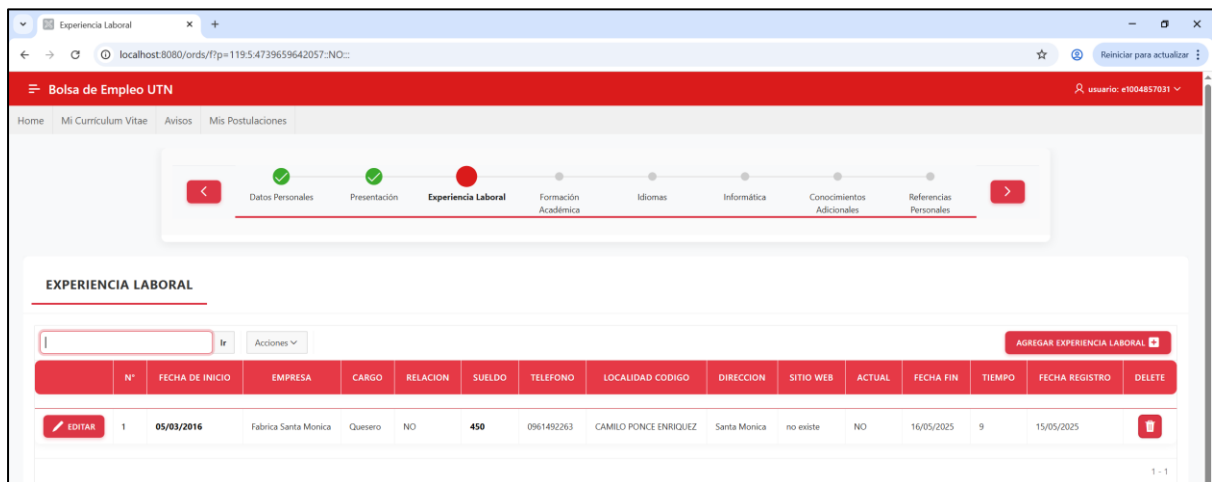 Experiencia Laboral
localhost:8080/ords/f?p=119:5:4739659642057::NO:::
Reiniciar para actualizar
Bolsa de Empleo UTN
usuario: e1004857031
Home Mi Currículum Vitae Avisos Mis Postulaciones
Datos Personales Presentación Experiencia Laboral Formación Académica Idiomas Informática Conocimientos Adicionales Referencias Personales
EXPERIENCIA LABORAL
Ir Acciones AGREGAR EXPERIENCIA LABORAL
N° FECHA DE INICIO EMPRESA CARGO RELACION SUELDO TELEFONO LOCALIDAD CODIGO DIRECCION SITIO WEB ACTUAL FECHA FIN TIEMPO FECHA REGISTRO DELETE
EDITAR 1 05/03/2016 Fabrica Santa Monica Quesero NO 450 0961492263 CAMILO PONCE ENRIQUEZ Santa Monica no existe NO 16/05/2025 9 15/05/2025
1 - 1